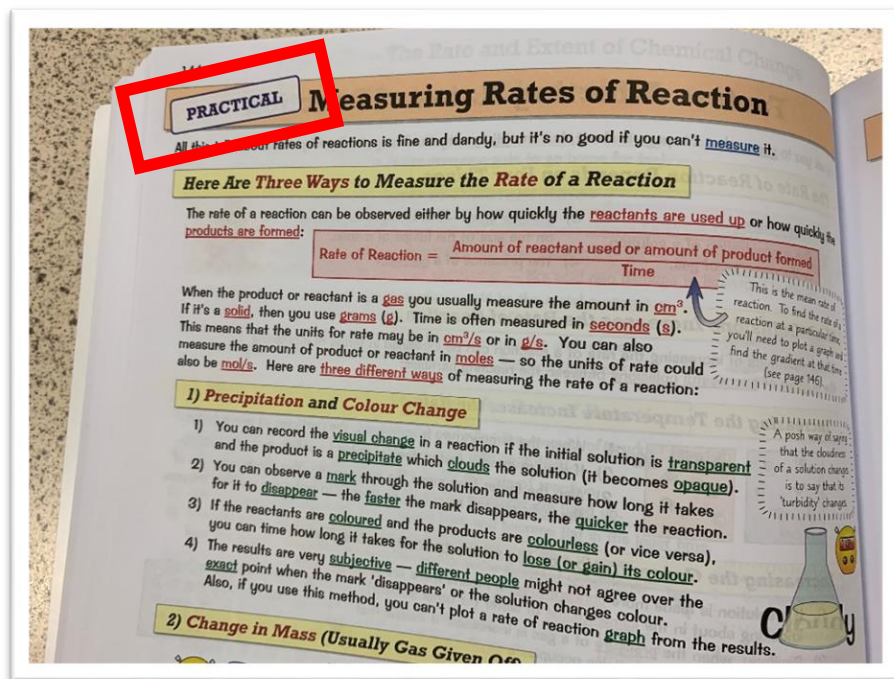 PRACTICAL
Measuring Rates of Reaction
rates of reactions is fine and dandy, but it's no good if you can't measure it.
Here Are Three Ways to Measure the Rate of a Reaction
The rate of a reaction can be observed either by how quickly the reactants are used up or how quickly the
products are formed:
Rate of Reaction = Amount of reactant used or amount of product formed
Time
When the product or reactant is a gas you usually measure the amount in cm³.
If it's a solid, then you use grams (g). Time is often measured in seconds (s).
This means that the units for rate may be in cm³/s or in g/s. You can also
measure the amount of product or reactant in moles — so the units of rate could
also be mol/s. Here are three different ways of measuring the rate of a reaction:
This is the mean rate of
reaction. To find the rate of a
reaction at a particular time,
you'll need to plot a graph and
find the gradient at that time
(see page 146).
1) Precipitation and Colour Change
1) You can record the visual change in a reaction if the initial solution is transparent
and the product is a precipitate which clouds the solution (it becomes opaque).
2) You can observe a mark through the solution and measure how long it takes
for it to disappear — the faster the mark disappears, the quicker the reaction.
3) If the reactants are coloured and the products are colourless (or vice versa),
you can time how long it takes for the solution to lose (or gain) its colour.
4) The results are very subjective — different people might not agree over the
exact point when the mark 'disappears' or the solution changes colour.
Also, if you use this method, you can't plot a rate of reaction graph from the results.
A posh way of saying
that the cloudiness
of a solution changes
is to say that its
'turbidity' changes
2) Change in Mass (Usually Gas Given Off